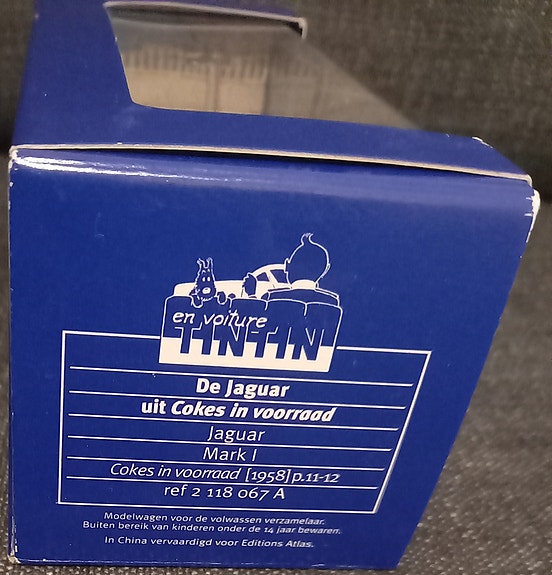 en voiture
TINTIN
De Jaguar
uit Cokes in voorraad
Jaguar
Mark I
Cokes in voorraad [1958] p.11-12
ref 2 118 067 A
Modelwagen voor de volwassen verzamelaar.
Buiten bereik van kinderen onder de 14 jaar bewaren.
In China vervaardigd voor Editions Atlas.